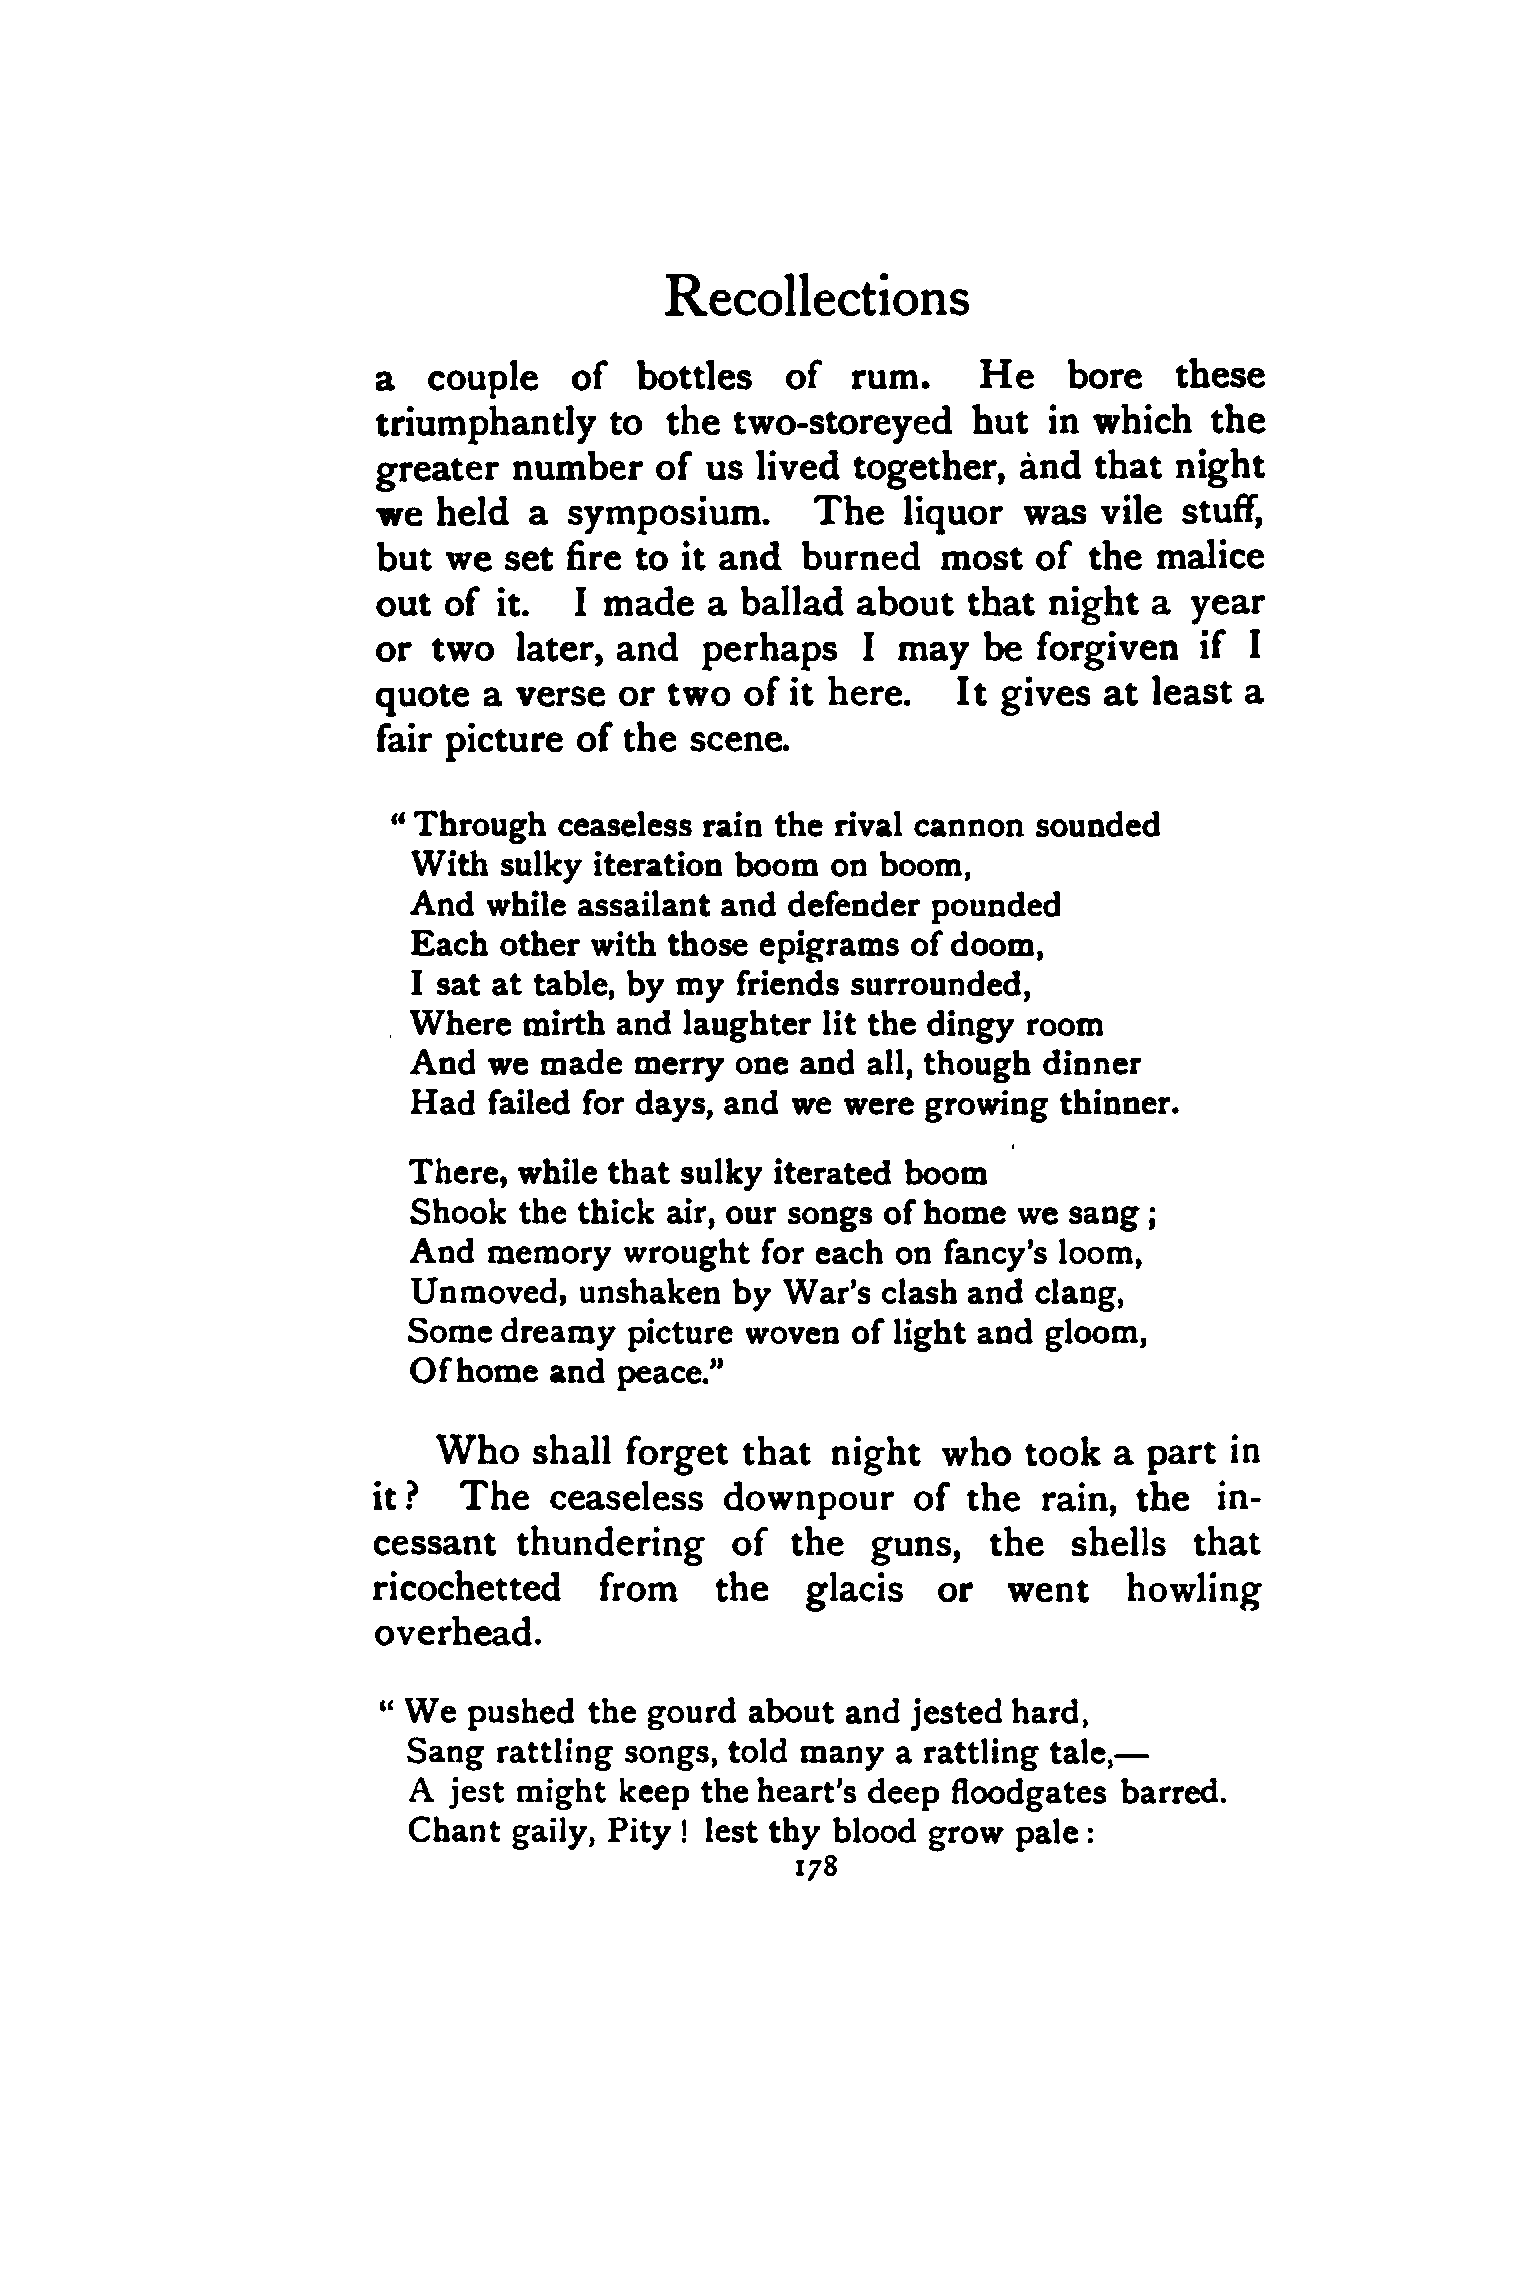 Recollections
a couple of bottles of rum. He bore these
triumphantly to the two-storeyed hut in which the
greater number of us lived together, and that night
we held a symposium. The liquor was vile stuff,
but we set fire to it and burned most of the malice
out of it. I made a ballad about that night a year
or two later, and perhaps I may be forgiven if I
quote a verse or two of it here. It gives at least a
fair picture of the scene.
“Through ceaseless rain the rival cannon sounded
With sulky iteration boom on boom,
And while assailant and defender pounded
Each other with those epigrams of doom,
I sat at table, by my friends surrounded,
Where mirth and laughter lit the dingy room
And we made merry one and all, though dinner
Had failed for days, and we were growing thinner.
There, while that sulky iterated boom
Shook the thick air, our songs of home we sang;
And memory wrought for each on fancy's loom,
Unmoved, unshaken by War's clash and clang,
Some dreamy picture woven of light and gloom,
Of home and peace.”
Who shall forget that night who took a part in
it? The ceaseless downpour of the rain, the in-
cessant thundering of the guns, the shells that
ricochetted from the glacis or went howling
overhead.
“We pushed the gourd about and jested hard,
Sang rattling songs, told many a rattling tale,—
A jest might keep the heart's deep floodgates barred.
Chant gaily, Pity! lest thy blood grow pale:
178